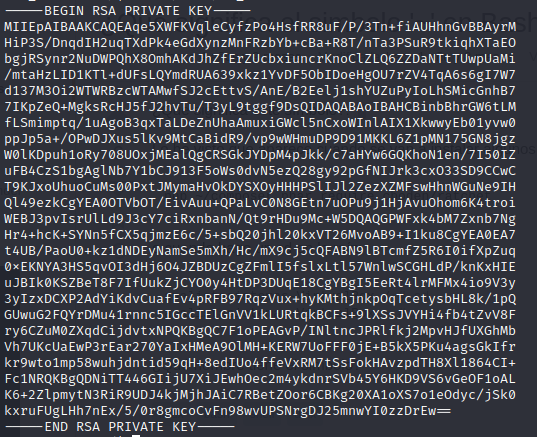 -----BEGIN RSA PRIVATE KEY-----
MIIEpAIBAAKCAQEAqe5XWFKVqleCyfzPo4HsfRR8uF/P/3Tn+fiAUHhnGvBBAyrM
HiP3S/DnqdIH2uqTXdPk4eGdXynzMnFRzbYb+cBa+R8T/nTa3PSuR9tkiqhXTaEO
bgjRSynr2NuDWPQhX8OmhAKdJhZfErZUcbxiuncrKnoClZLQ6ZZDaNtTTUwpUaMi
/mtaHzLID1KTl+dUFsLQYmdRUA639xkz1YvDF5ObIDoeHgOU7rZV4TqA6s6gI7W7
d137M3Oi2WTWRBzcWTAMwfSJ2cEttvS/AnE/B2Eelj1shYUZuPyIoLhSMicGnhB7
7IKpZeQ+MgksRcHJ5fJ2hvTu/T3yL9tggf9DsQIDAQABAoIBAHCBinbBhrGW6tLM
fLSmimptq/1uAgoB3qxTaLDeZnUhaAmuxiGWcl5nCxoWInlAIX1XkwwyEb01yvw0
ppJp5a+/OPwDJXus5lKv9MtCaBidR9/vp9wWHmuDP9D91MKKL6Z1pMN175GN8jgz
W0lKDpuh1oRy708UOxjMEalQgCRSGkJYDpM4pJkk/c7aHYw6GQKhoN1en/7I50IZ
uFB4CzS1bgAglNb7Y1bCJ913F5oWs0dvN5ezQ28gy92pGfNIJrk3cxO33SD9CCwC
T9KJxoUhuoCuMs00PxtJMymaHvOkDYSXOyHHHPSlIJl2ZezXZMFswHhnWGuNe9IH
Ql49ezkCgYEA0OTVbOT/EivAuu+QPaLvC0N8GEtn7uOPu9j1HjAvuOhom6K4troi
WEBJ3pvIsrUlLd9J3cY7ciRxnbanN/Qt9rHDu9Mc+W5DQAQGPWFxk4bM7Zxnb7Ng
Hr4+hcK+SYNn5fCX5qjmzE6c/5+sbQ20jhl20kxVT26MvoAB9+I1ku8CgYEA0EA7
t4UB/PaoU0+kz1dNDEyNamSe5mXh/Hc/mX9cj5cQFABN9lBTcmfZ5R6I0ifXpZuq
0xEKNYA3HS5qvOI3dHj6O4JZBDUzCgZFmlI5fslxLtl57WnlwSCGHLdP/knKxHIE
uJBIk0KSZBeT8F7IfUukZjCYO0y4HtDP3DUqE18CgYBgI5EeRt4lrMFMx4io9V3y
3yIzxDCXP2AdYiKdvCuafEv4pRFB97RqzVux+hyKMthjnkpOqTcetysbHL8k/1pQ
GUwuG2FQYrDMu41rnnc5IGccTElGnVV1kLURtqkBCFs+9lXSsJVYHi4fb4tZvV8F
ry6CZuM0ZXqdCijdvtxNPQKBgQC7F1oPEAGvP/INltncJPRlfkj2MpvHJfUXGhMb
Vh7UKcUaEwP3rEar270YaIxHMeA9OlMH+KERW7UoFFF0jE+B5kX5PKu4agsGkIfr
kr9wto1mp58wuhjdntid59qH+8edIUo4ffeVxRM7tSsFokHAvzpdTH8Xl1864CI+
Fc1NRQKBgQDNiTT446GIijU7XiJEwhOec2m4ykdnrSVb45Y6HKD9VS6vGeOF1oAL
K6+2ZlpmytN3RiR9UDJ4kjMjhJAiC7RBetZOor6CBKg20XA1oXS7o1eOdyc/jSk0
kxruFUgLHh7nEx/5/0r8gmcoCvFn98wvUPSNrgDJ25mnwYI0zzDrEw==
-----END RSA PRIVATE KEY-----